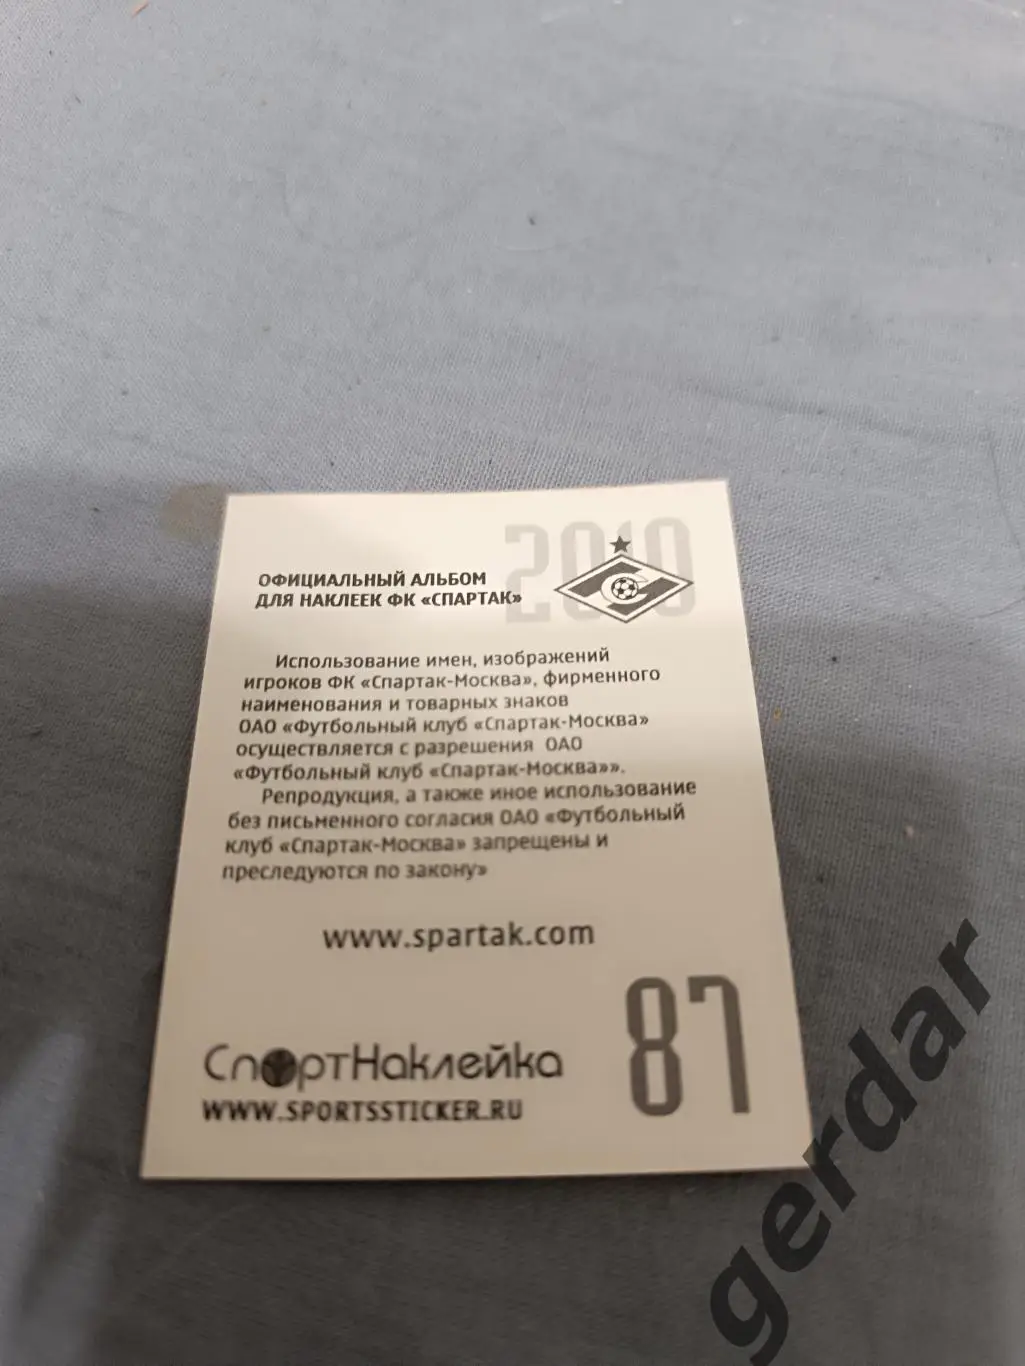 2010
ОФИЦИАЛЬНЫЙ АЛЬБОМ
ДЛЯ НАКЛЕЕК ФК «СПАРТАК»
Использование имен, изображений
игроков ФК «Спартак-Москва», фирменного
наименования и товарных знаков
ОАО «Футбольный клуб «Спартак-Москва»
осуществляется с разрешения ОАО
«Футбольный клуб «Спартак-Москва»».
Репродукция, а также иное использование
без письменного согласия ОАО «Футбольный
клуб «Спартак-Москва» запрещены и
преследуются по закону»
www.spartak.com
87
СпортНаклейка
WWW.SPORTSSTICKER.RU
gerdar